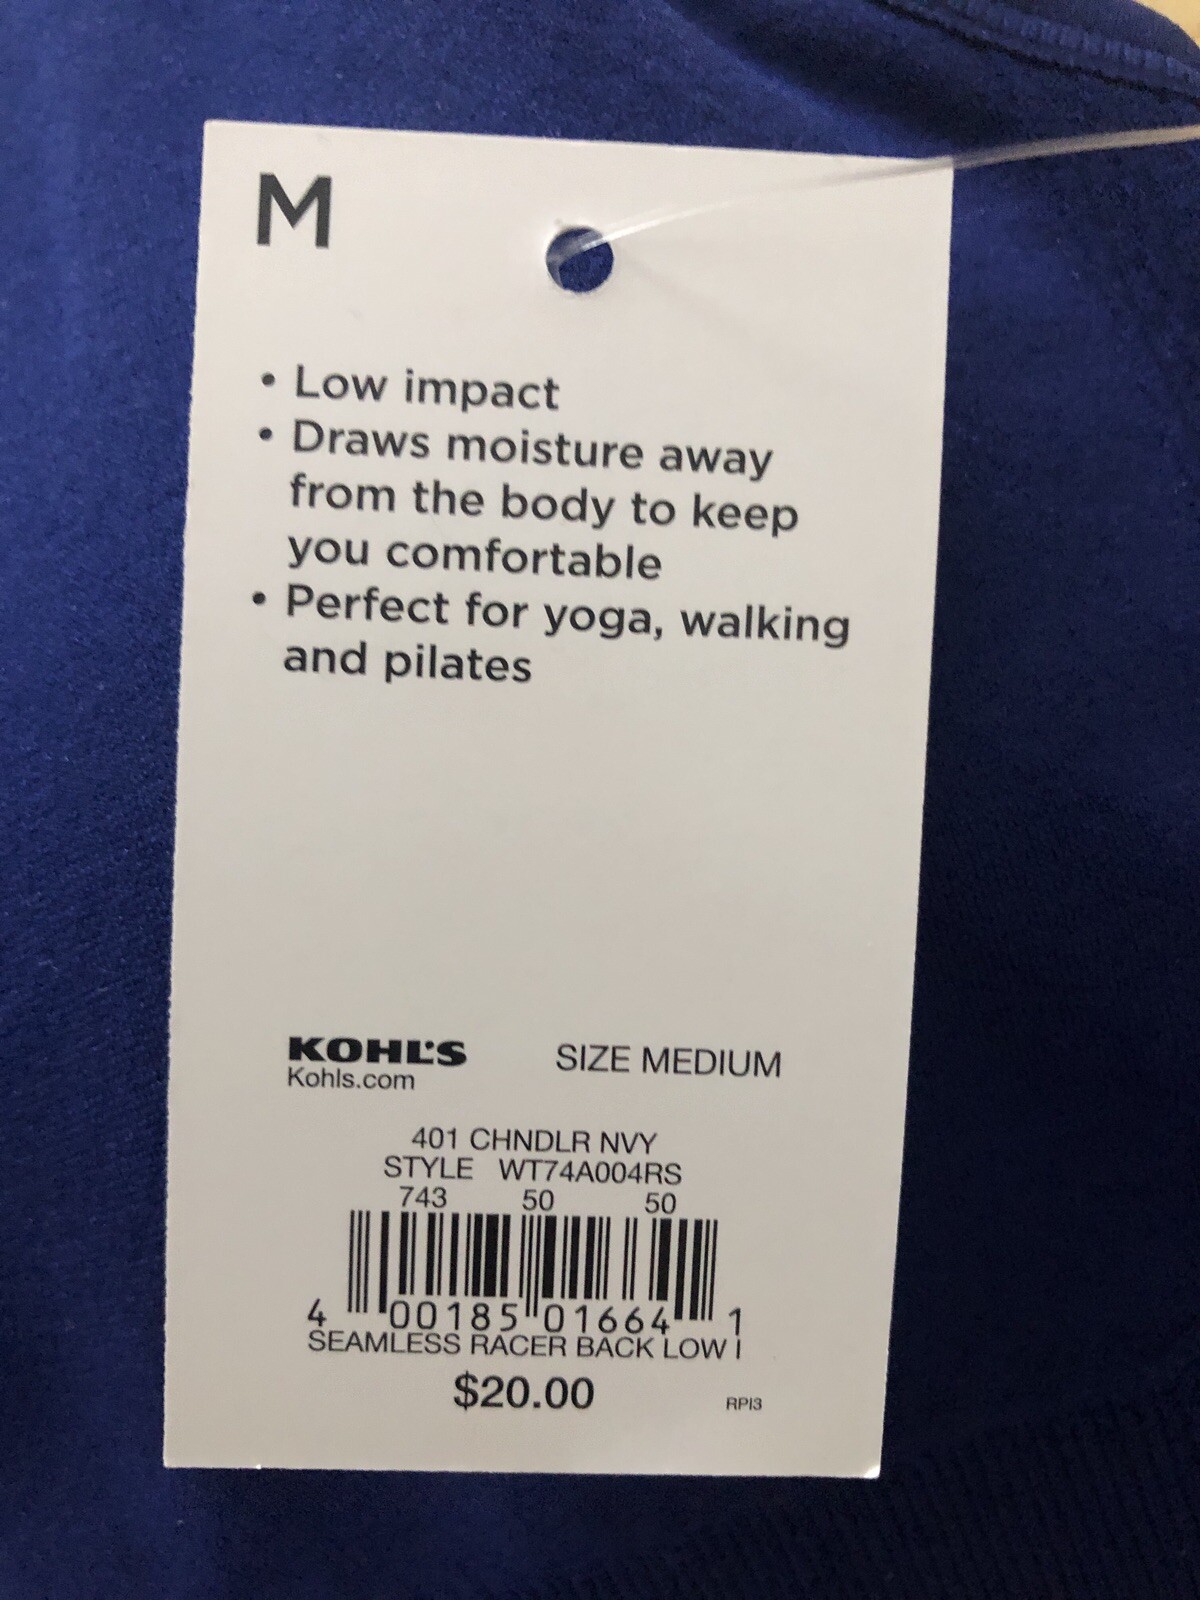 M
• Low impact
• Draws moisture away
from the body to keep
you comfortable
• Perfect for yoga, walking
and pilates
KOHL'S SIZE MEDIUM
Kohls.com
401 CHNDLR NVY
STYLE WT74A004RS
743 50 50
4 00185 01664 1
SEAMLESS RACER BACK LOW I
$20.00 RPI3